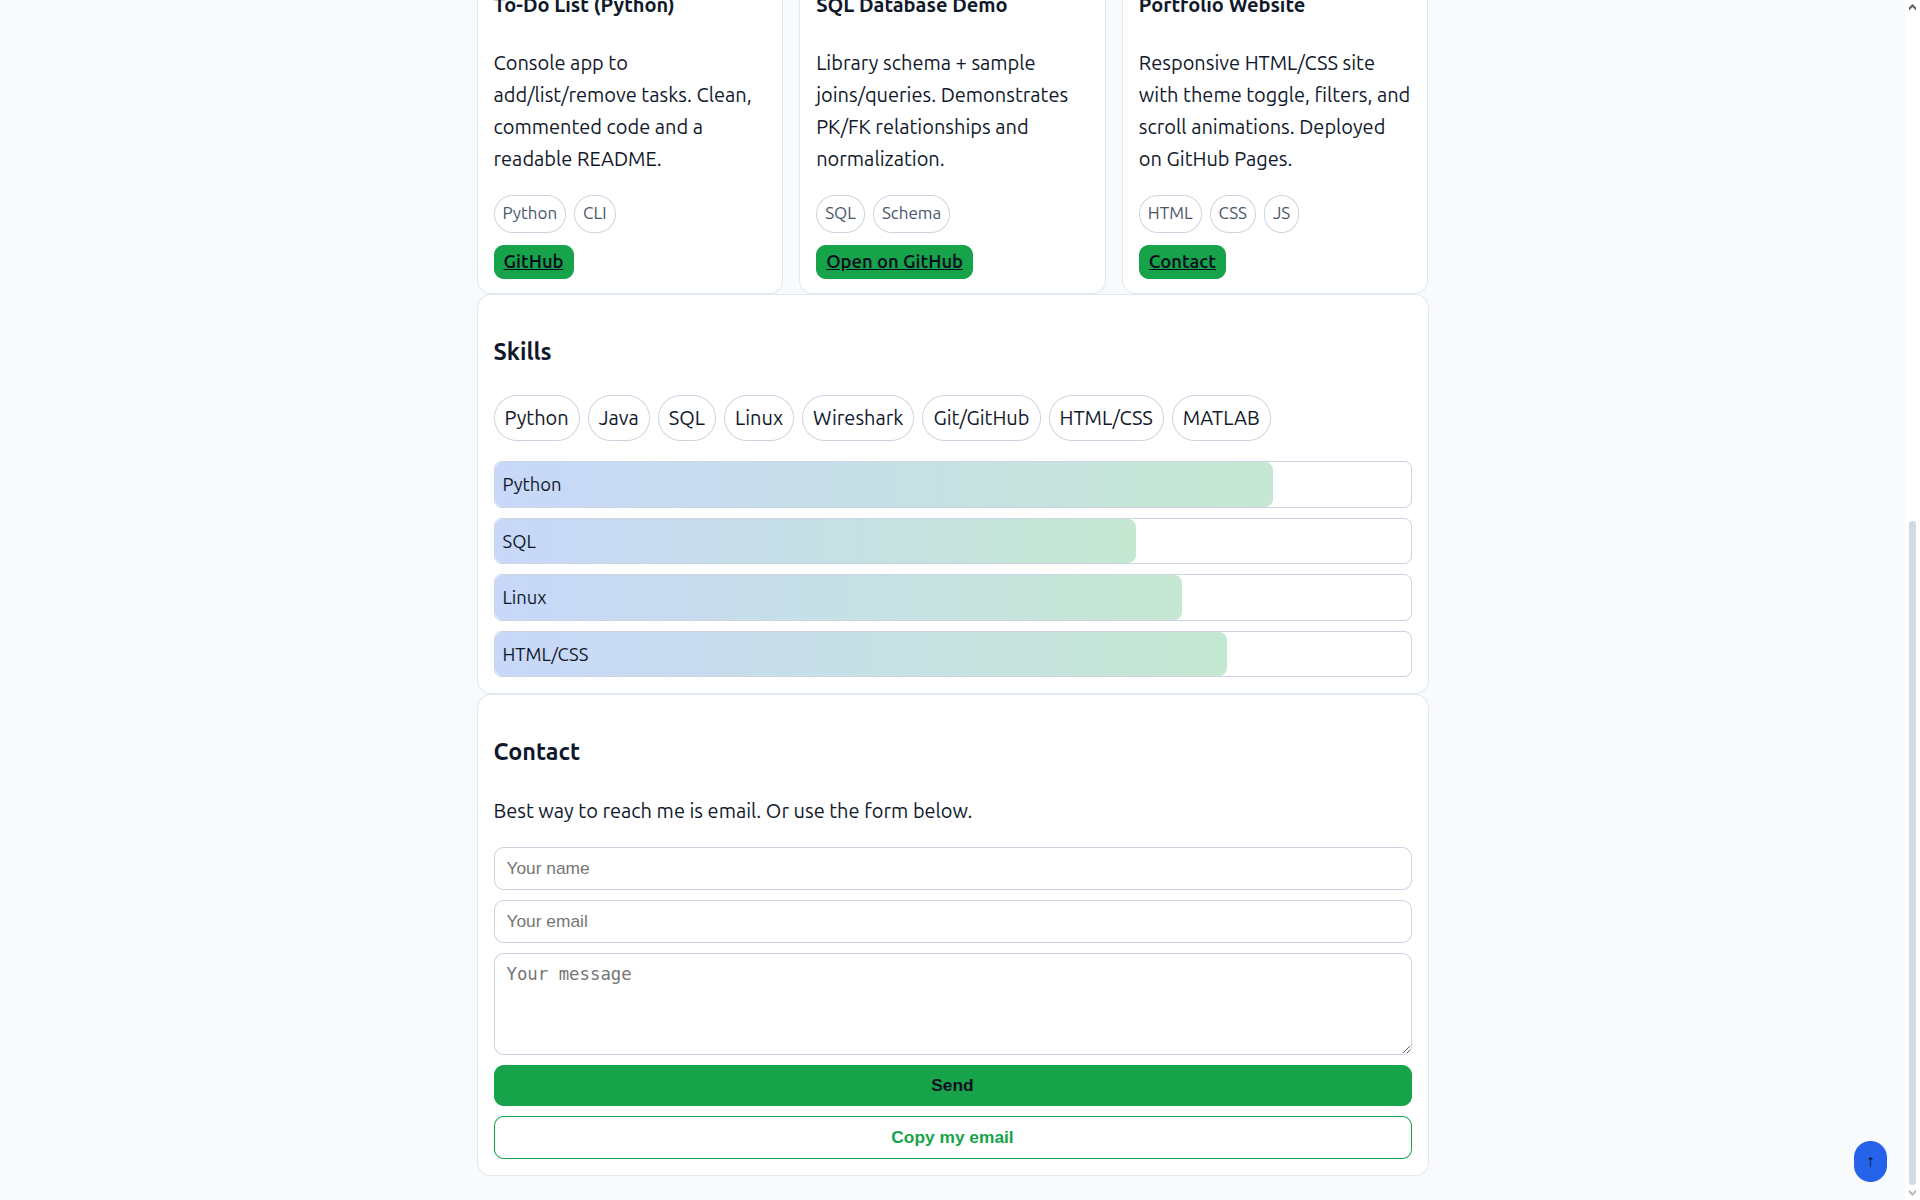 To-Do List (Python)
Console app to
add/list/remove tasks. Clean,
commented code and a
readable README.
Python CLI
GitHub
SQL Database Demo
Library schema + sample
joins/queries. Demonstrates
PK/FK relationships and
normalization.
SQL Schema
Open on GitHub
Portfolio Website
Responsive HTML/CSS site
with theme toggle, filters, and
scroll animations. Deployed
on GitHub Pages.
HTML CSS JS
Contact
Skills
Python Java SQL Linux Wireshark Git/GitHub HTML/CSS MATLAB
Python
SQL
Linux
HTML/CSS
Contact
Best way to reach me is email. Or use the form below.
Your name
Your email
Your message
Send
Copy my email
↑